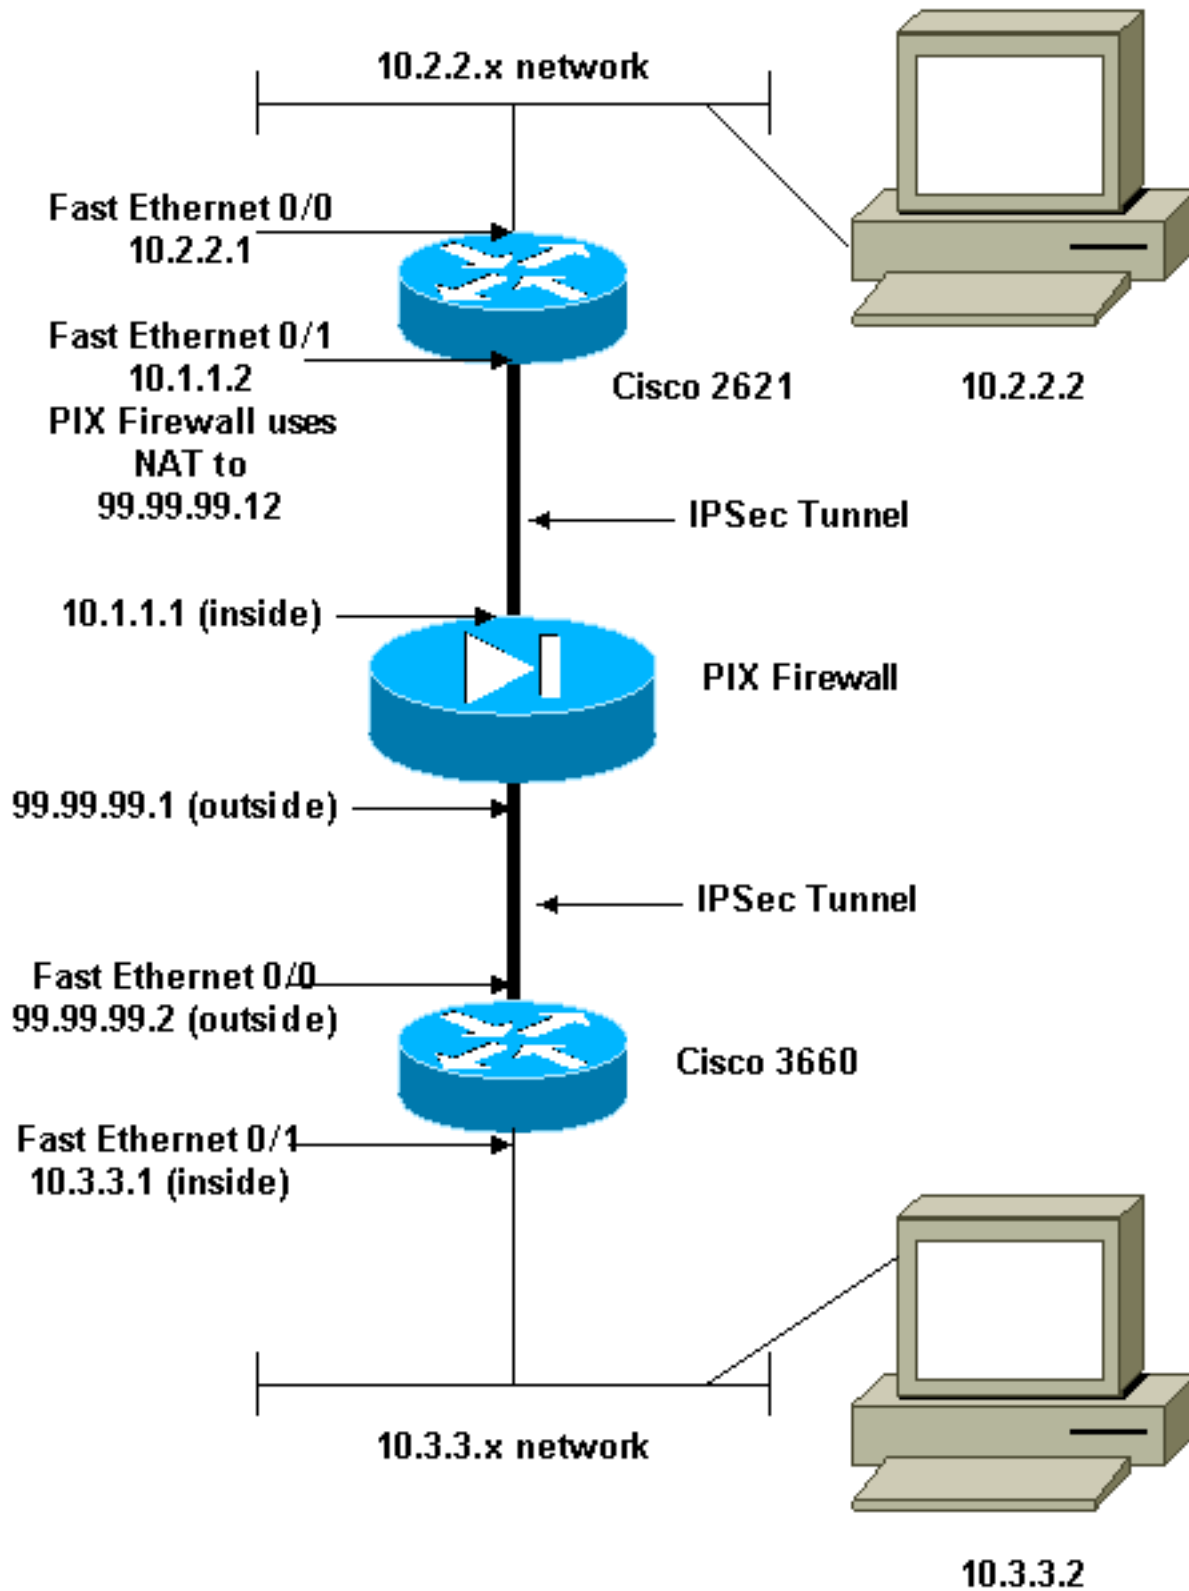 10.2.2.x network
Fast Ethernet 0/0
10.2.2.1
Fast Ethernet 0/1
10.1.1.2
PIX Firewall uses
NAT to
99.99.99.12
Cisco 2621
10.2.2.2
IPSec Tunnel
10.1.1.1 (inside)
PIX Firewall
99.99.99.1 (outside)
IPSec Tunnel
Fast Ethernet 0/0
99.99.99.2 (outside)
Cisco 3660
Fast Ethernet 0/1
10.3.3.1 (inside)
10.3.3.x network
10.3.3.2